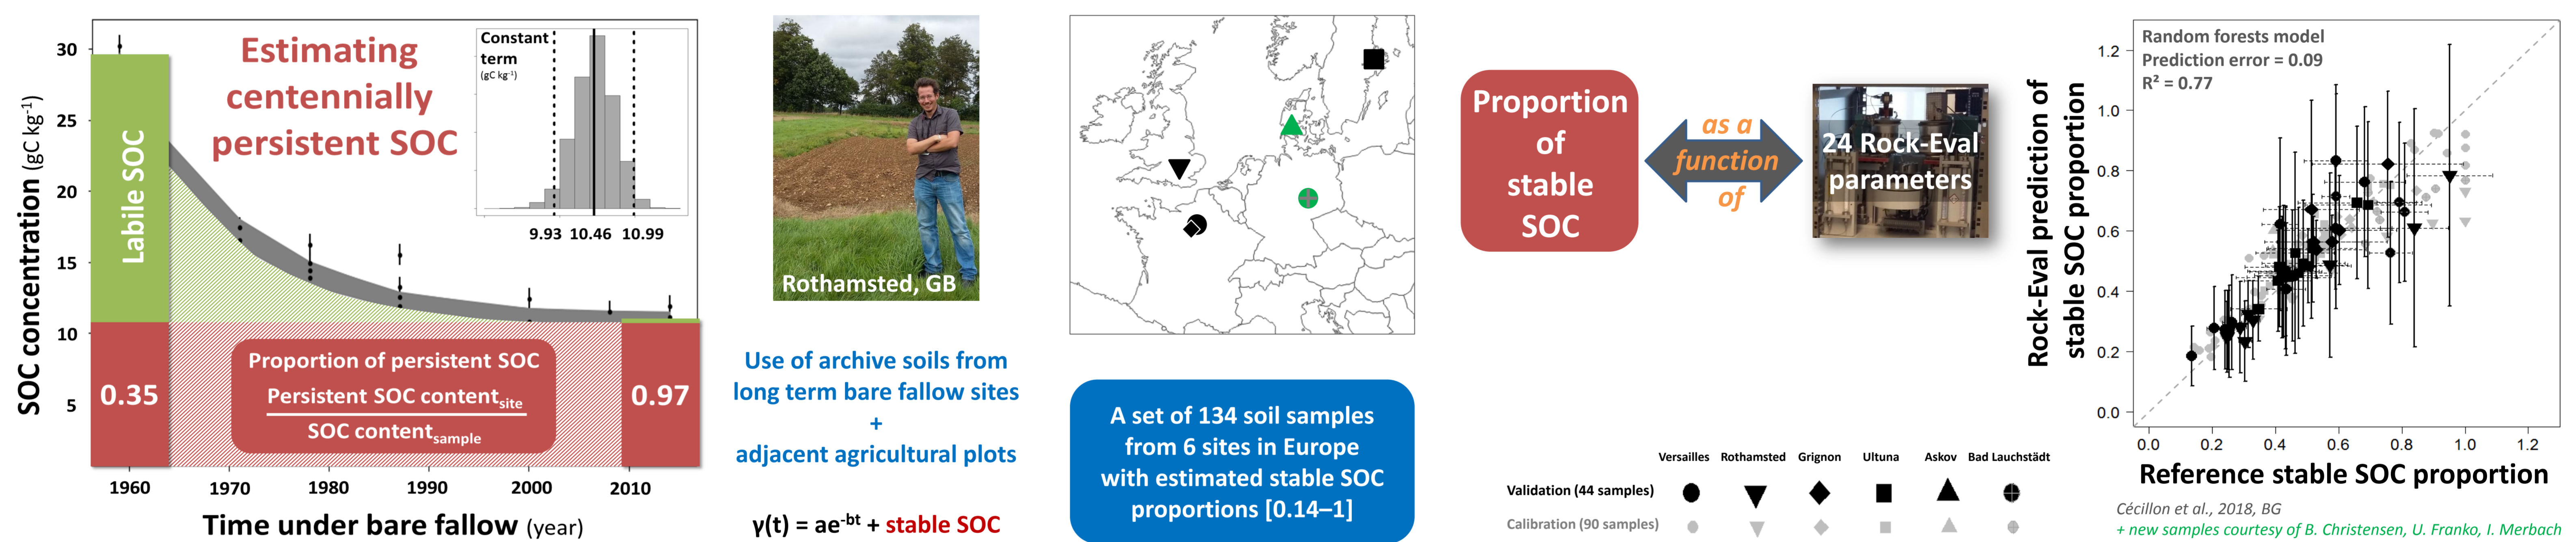 SOC concentration (gC kg-1)
30
25
20
15
10
5
Labile SOC
Estimating
centennially
persistent SOC
Constant
term
(gC kg-1)
9.93 10.46 10.99
0.35
Proportion of persistent SOC
Persistent SOC contentsite
SOC contentsample
0.97
1960 1970 1980 1990 2000 2010
Time under bare fallow (year)
Rothamsted, GB
Use of archive soils from
long term bare fallow sites
+
adjacent agricultural plots
γ(t) = ae-bt + stable SOC
A set of 134 soil samples
from 6 sites in Europe
with estimated stable SOC
proportions [0.14–1]
Proportion
of
stable
SOC
as a
function
of
24 Rock-Eval
parameters
Versailles Rothamsted Grignon Ultuna Askov Bad Lauchstädt
Validation (44 samples)
Calibration (90 samples)
Rock-Eval prediction of
stable SOC proportion
Random forests model
Prediction error = 0.09
R² = 0.77
1.2
1.0
0.8
0.6
0.4
0.2
0.0
0.0 0.2 0.4 0.6 0.8 1.0 1.2
Reference stable SOC proportion
Cécillon et al., 2018, BG
+ new samples courtesy of B. Christensen, U. Franko, I. Merbach